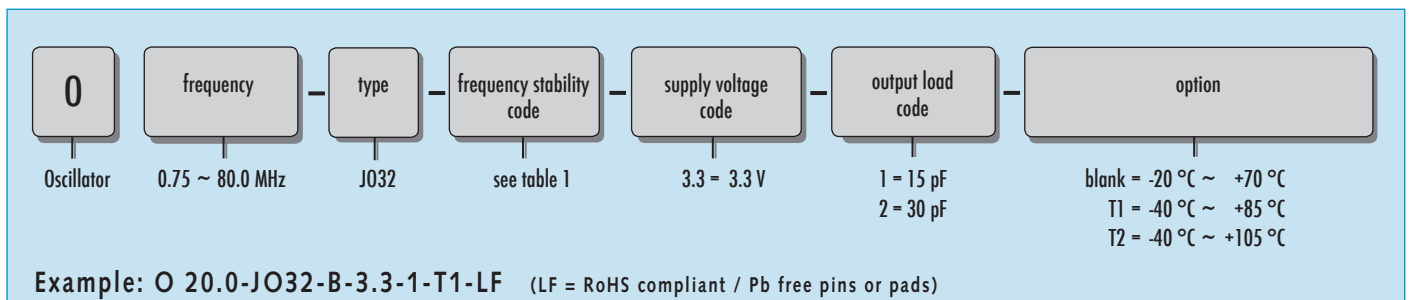 O
frequency
–
type
–
frequency stability
code
–
supply voltage
code
–
output load
code
–
option
Oscillator
0.75 ~ 80.0 MHz
JO32
see table 1
3.3 = 3.3 V
1 = 15 pF
2 = 30 pF
blank = -20 °C ~ +70 °C
T1 = -40 °C ~ +85 °C
T2 = -40 °C ~ +105 °C
Example: O 20.0-JO32-B-3.3-1-T1-LF (LF = RoHS compliant / Pb free pins or pads)